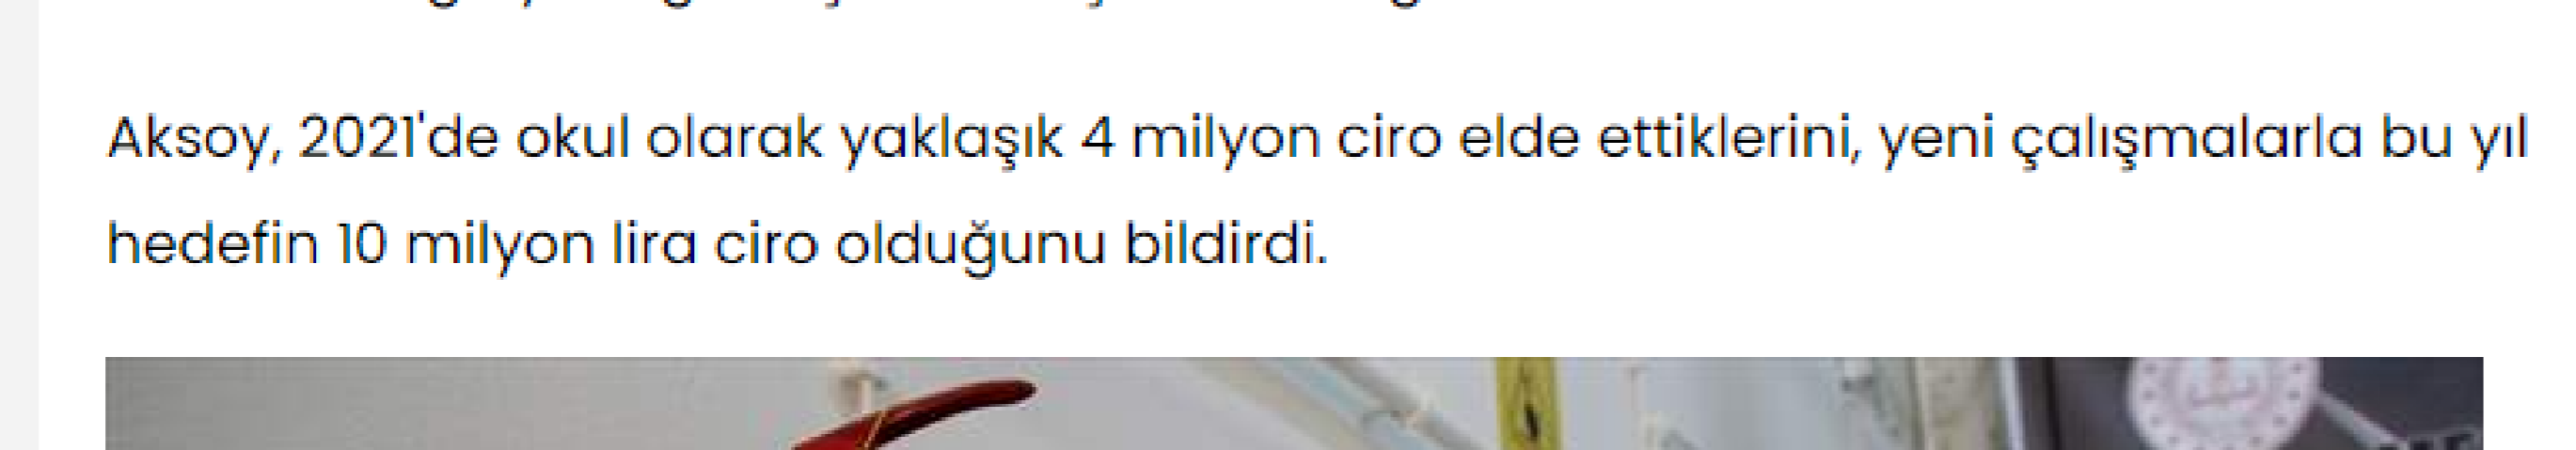 Aksoy, 2021'de okul olarak yaklaşık 4 milyon ciro elde ettiklerini, yeni çalışmalarla bu yıl
hedefin 10 milyon lira ciro olduğunu bildirdi.